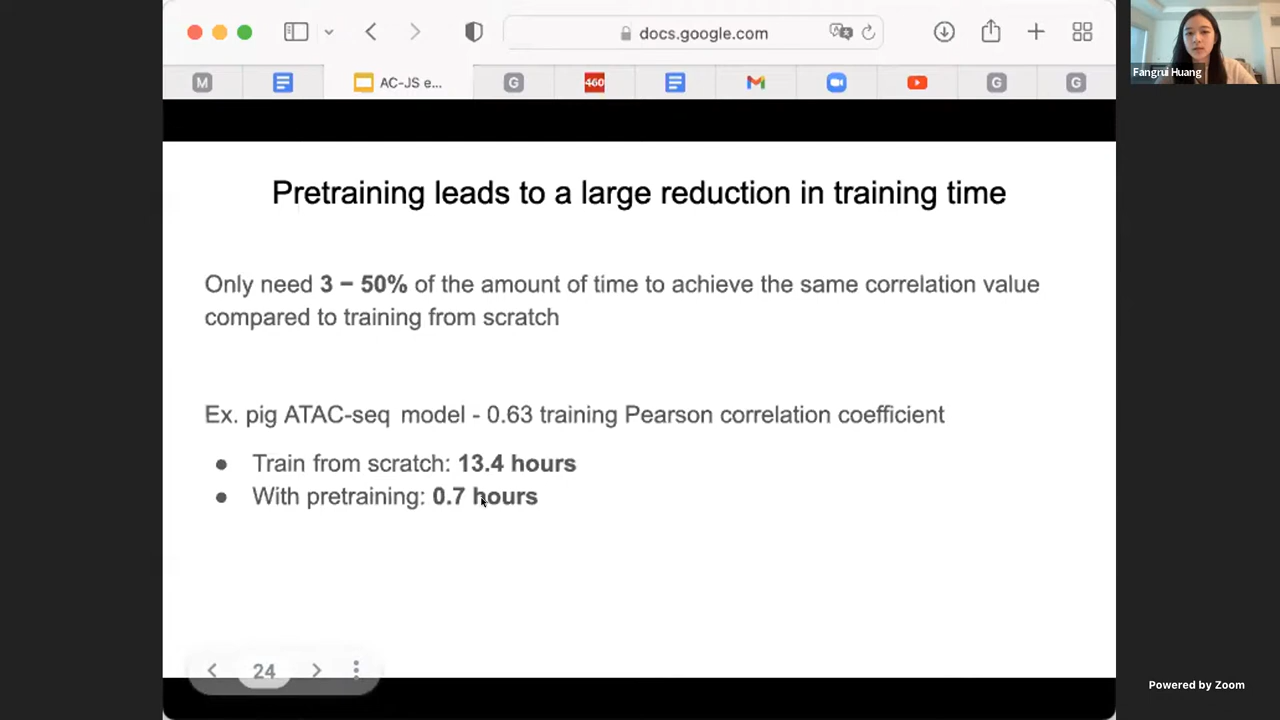 docs.google.com
M
AC-JS e...
G
460
G
G
Fangrui Huang
Pretraining leads to a large reduction in training time
Only need 3 – 50% of the amount of time to achieve the same correlation value
compared to training from scratch
Ex. pig ATAC-seq model - 0.63 training Pearson correlation coefficient
● Train from scratch: 13.4 hours
● With pretraining: 0.7 hours
24
Powered by Zoom